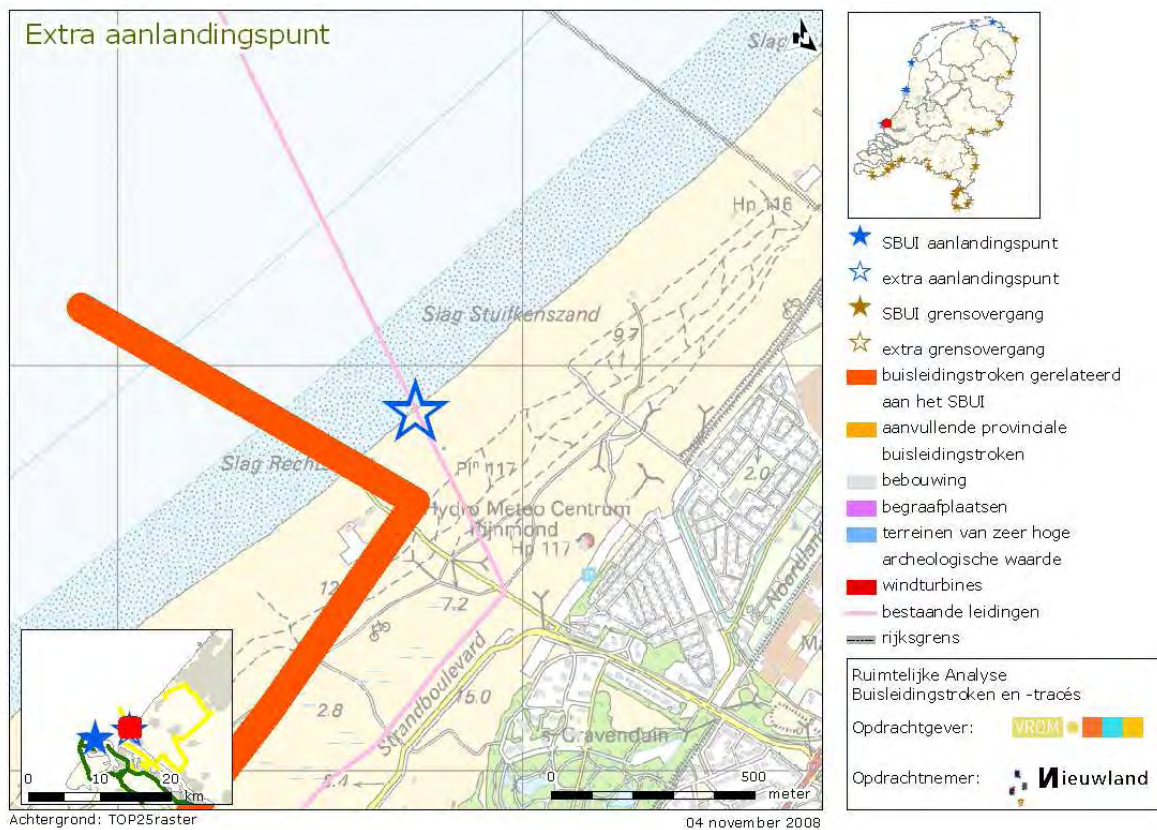 Extra aanlandingspunt
Slag
N
Hp 116
Slag Stuifkenszand
9.7
Slag Recht
Pin 117
2.0
Hydro Meteo Centrum
Rijnmond
Hp 117
Noordlan
12
7.2
Strandboulevard
15.0
2.8
's-Gravenduin
6.4
0 10 20
km
0 500
meter
Achtergrond: TOP25raster
04 november 2008
SBUI aanlandingspunt
extra aanlandingspunt
SBUI grensovergang
extra grensovergang
buisleidingstroken gerelateerd
aan het SBUI
aanvullende provinciale
buisleidingstroken
bebouwing
begraafplaatsen
terreinen van zeer hoge
archeologische waarde
windturbines
bestaande leidingen
rijksgrens
Ruimtelijke Analyse
Buisleidingstroken en -tracés
Opdrachtgever: VROM
Opdrachtnemer: Nieuwland